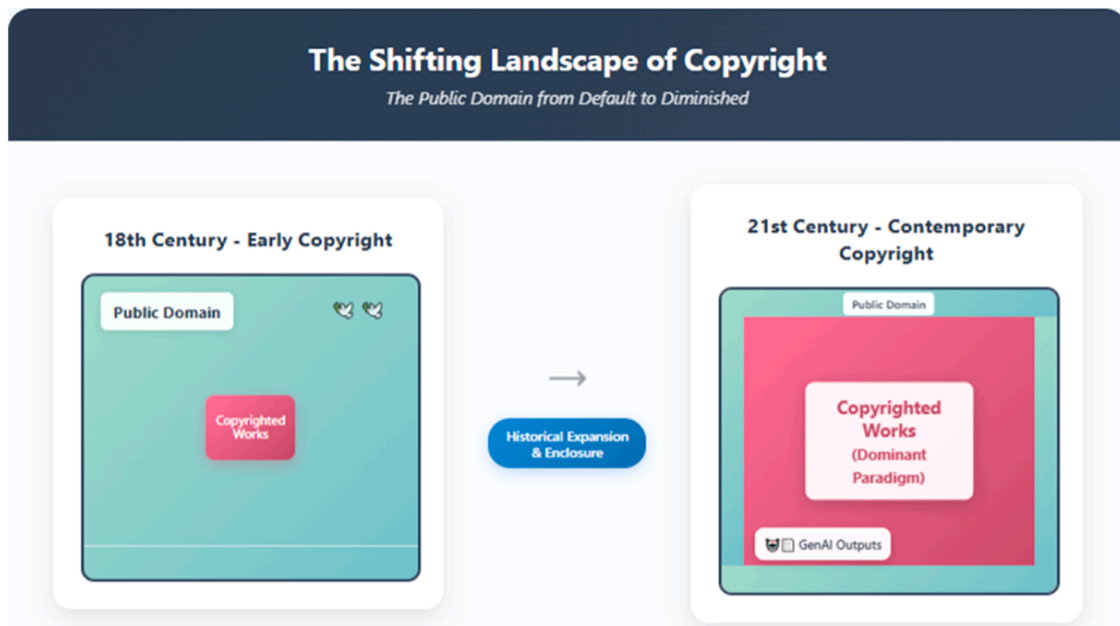 The Shifting Landscape of Copyright
The Public Domain from Default to Diminished
18th Century - Early Copyright
Public Domain
Copyrighted
Works
→
Historical Expansion
& Enclosure
21st Century - Contemporary
Copyright
Public Domain
Copyrighted
Works
(Dominant
Paradigm)
GenAI Outputs